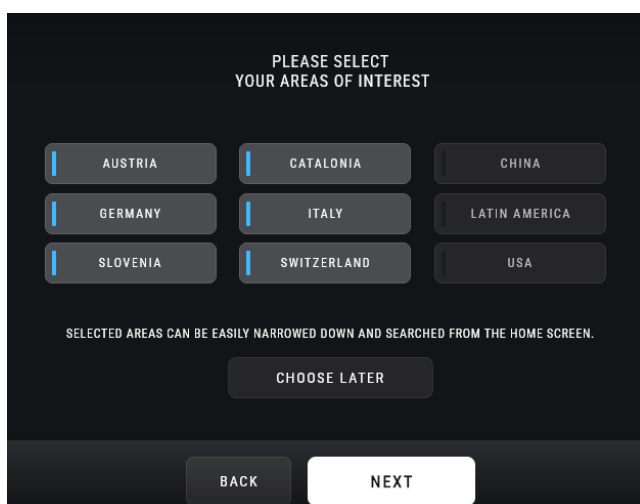 PLEASE SELECT
YOUR AREAS OF INTEREST
AUSTRIA
CATALONIA
CHINA
GERMANY
ITALY
LATIN AMERICA
SLOVENIA
SWITZERLAND
USA
SELECTED AREAS CAN BE EASILY NARROWED DOWN AND SEARCHED FROM THE HOME SCREEN.
CHOOSE LATER
BACK
NEXT